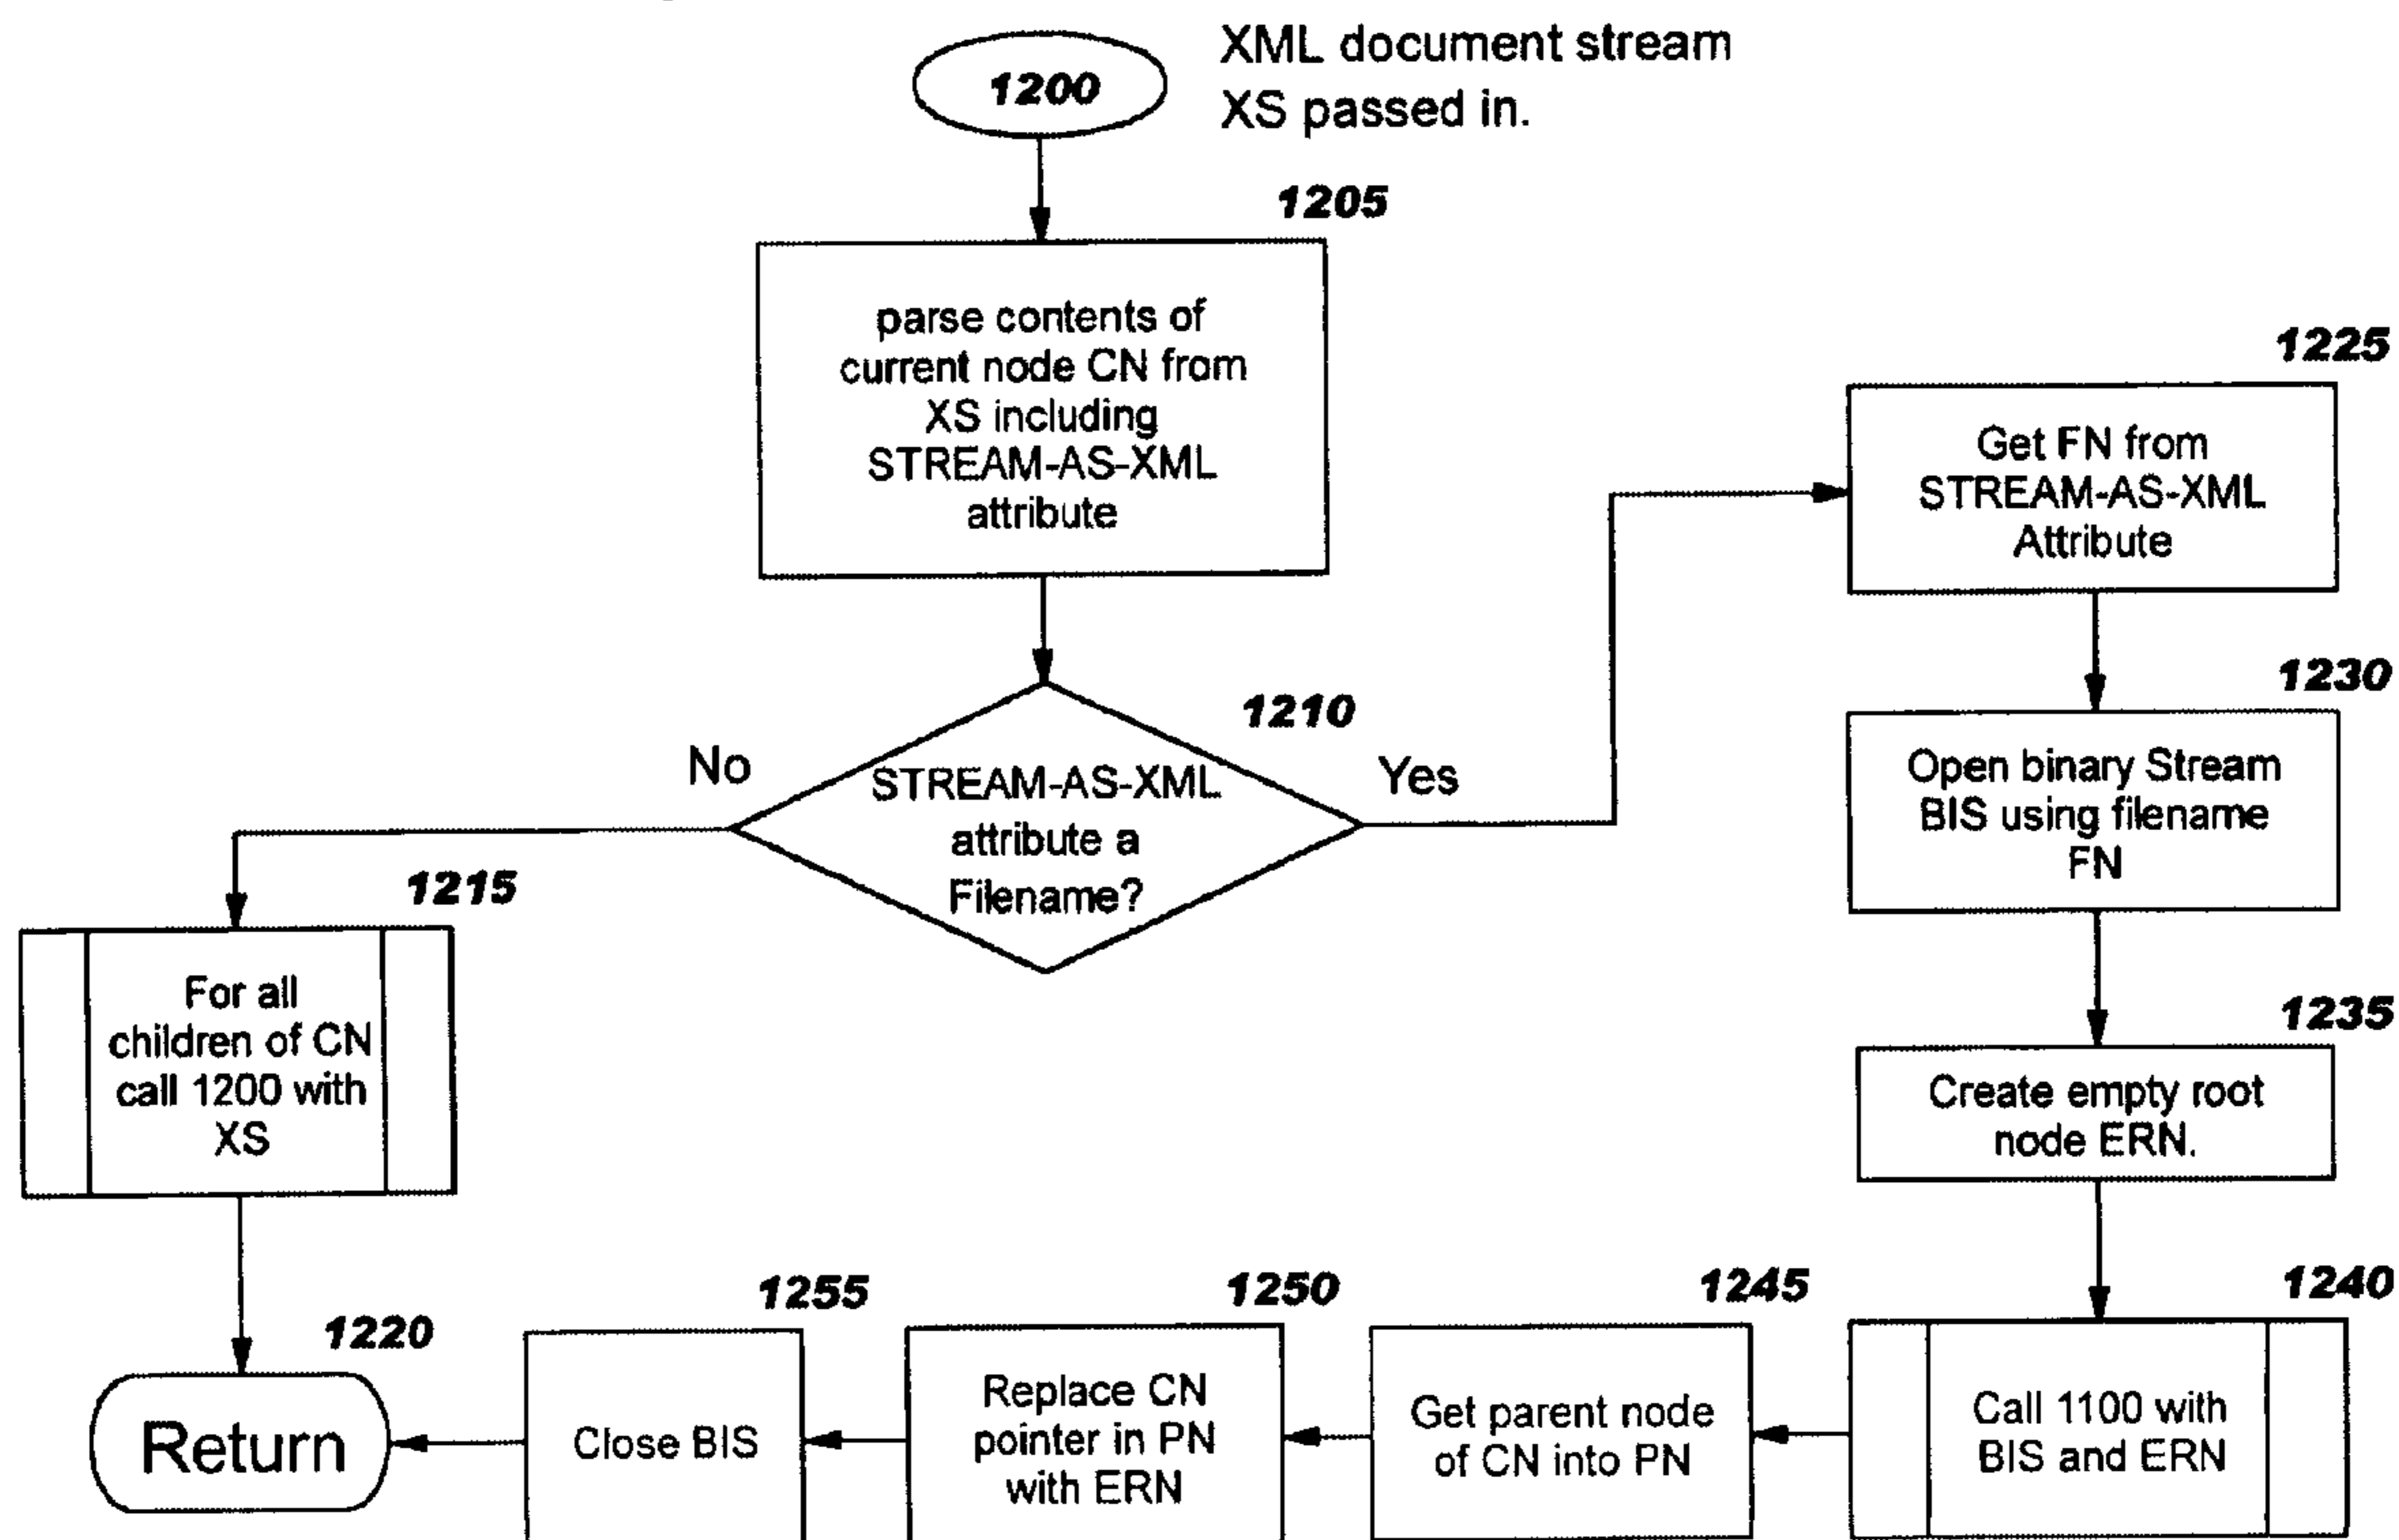 XML document stream
XS passed in.
1200
1205
parse contents of
current node CN from
XS including
STREAM-AS-XML
attribute
1210
STREAM-AS-XML
attribute a
Filename?
No
Yes
1215
For all
children of CN
call 1200 with
XS
1220
Return
1225
Get FN from
STREAM-AS-XML
Attribute
1230
Open binary Stream
BIS using filename
FN
1235
Create empty root
node ERN.
1240
Call 1100 with
BIS and ERN
1245
Get parent node
of CN into PN
1250
Replace CN
pointer in PN
with ERN
1255
Close BIS